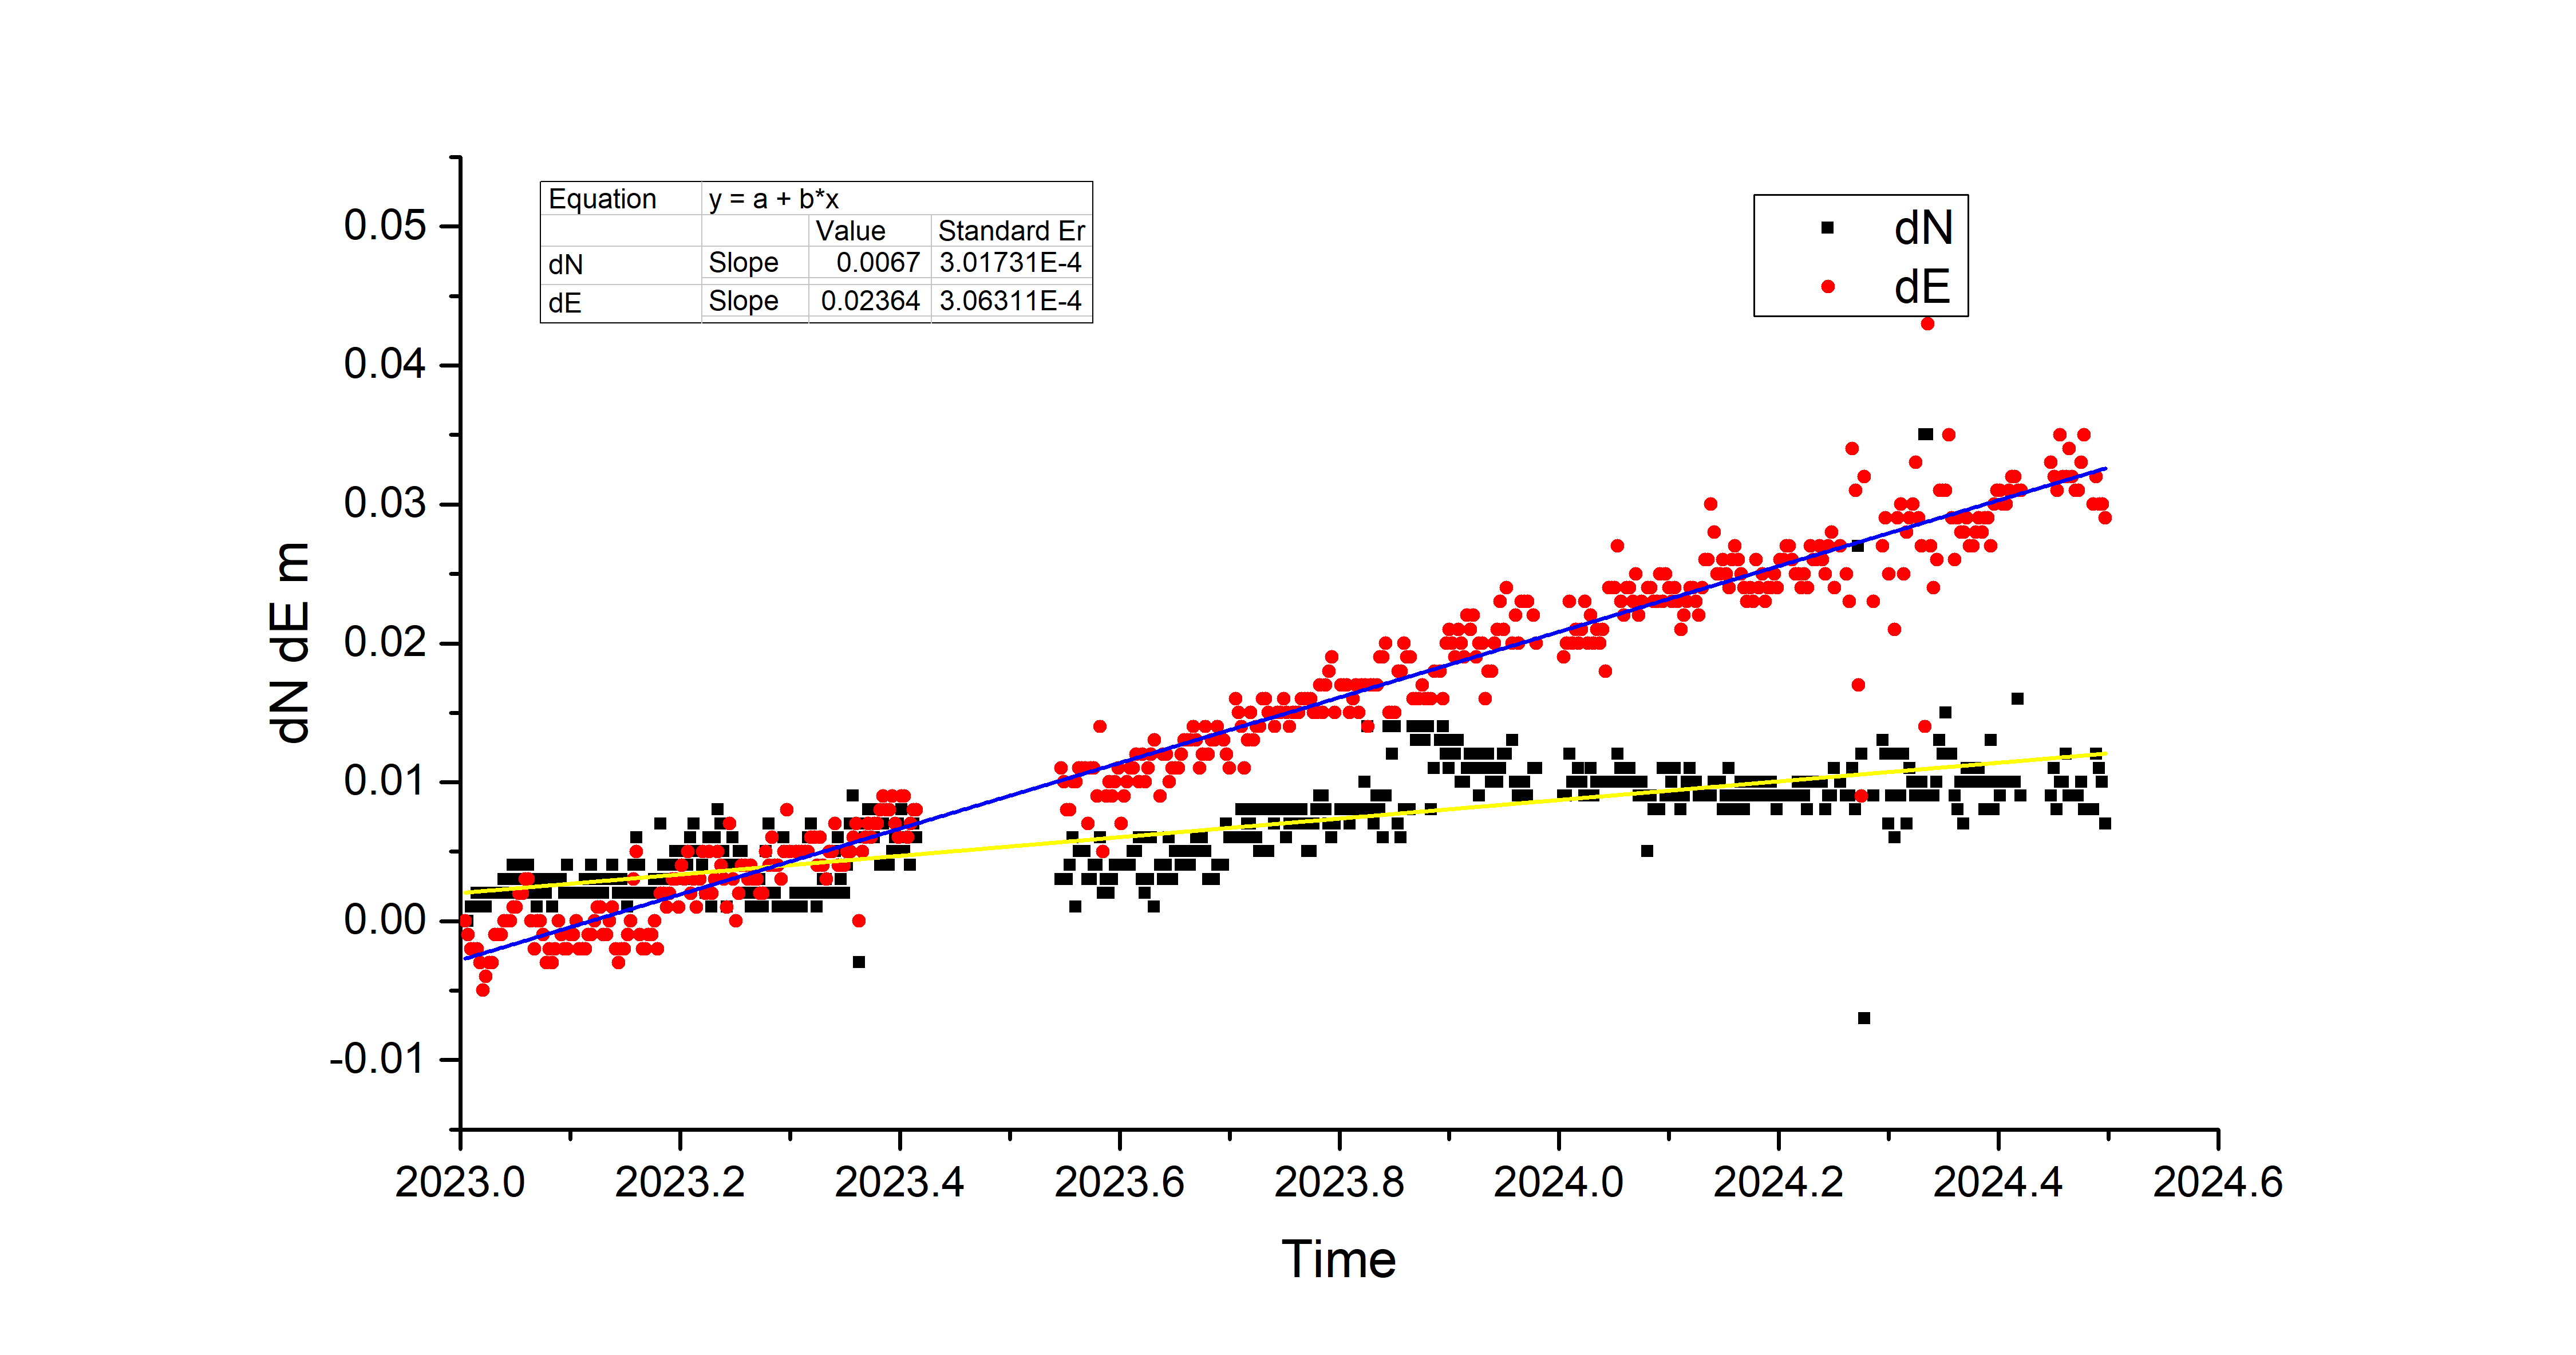 Equation y = a + b*x
Value Standard Er
dN Slope 0.0067 3.01731E-4
dE Slope 0.02364 3.06311E-4
dN
dE
0.05
0.04
0.03
0.02
0.01
0.00
-0.01
dN dE m
2023.0 2023.2 2023.4 2023.6 2023.8 2024.0 2024.2 2024.4 2024.6
Time